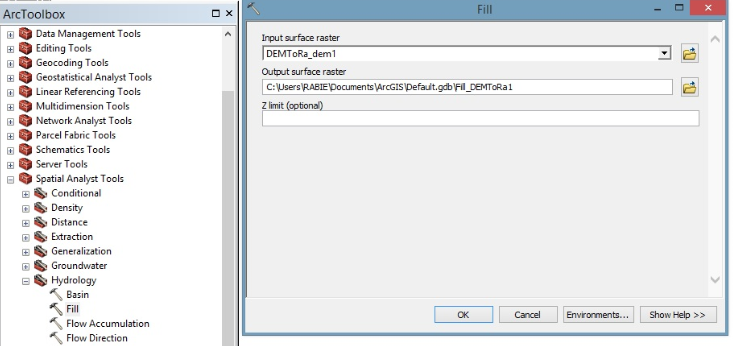 ArcToolbox
Data Management Tools
Editing Tools
Geocoding Tools
Geostatistical Analyst Tools
Linear Referencing Tools
Multidimension Tools
Network Analyst Tools
Parcel Fabric Tools
Schematics Tools
Server Tools
Spatial Analyst Tools
Conditional
Density
Distance
Extraction
Generalization
Groundwater
Hydrology
Basin
Fill
Flow Accumulation
Flow Direction
Fill
Input surface raster
DEMToRa_dem1
Output surface raster
C:\Users\RABIE\Documents\ArcGIS\Default.gdb\Fill_DEMToRa1
Z limit (optional)
OK Cancel Environments... Show Help >>